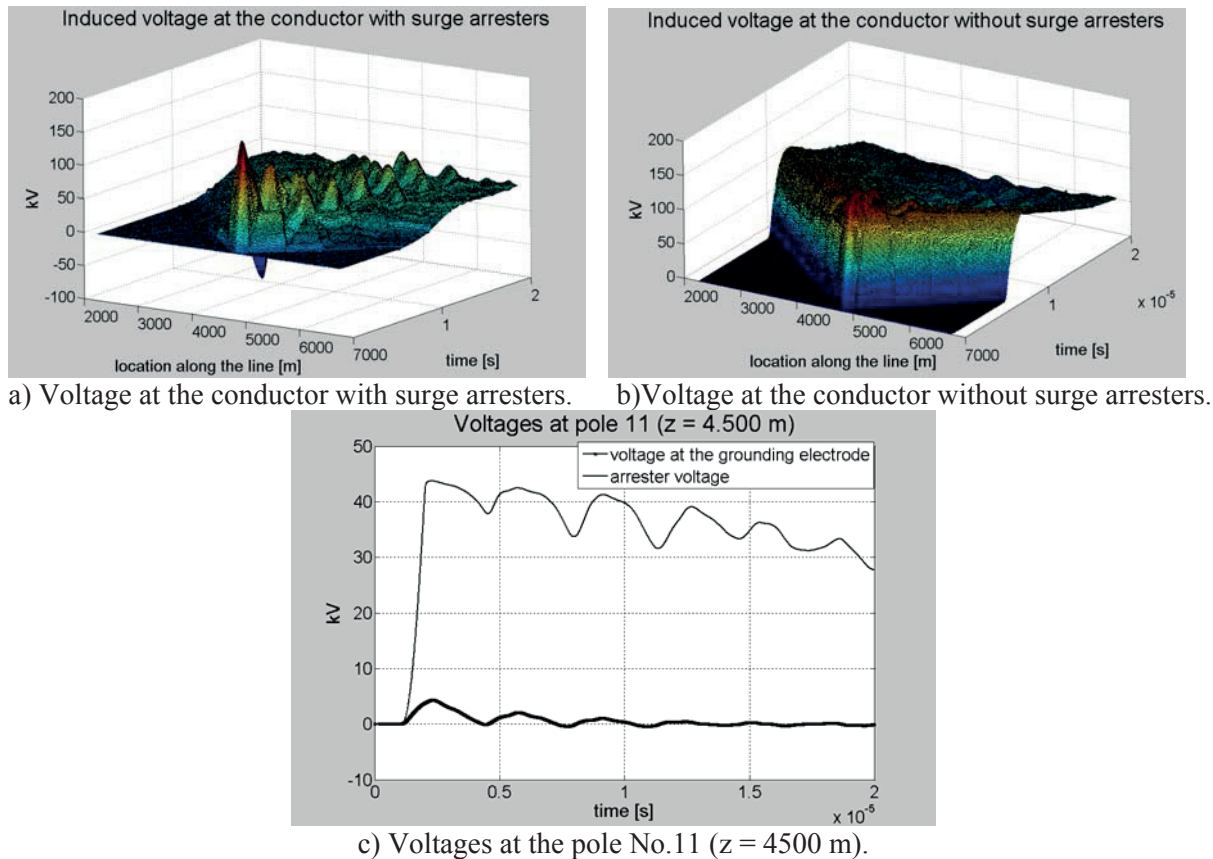 Induced voltage at the conductor with surge arresters
200
150
100
50
0
-50
-100
kV
2000
3000
4000
5000
6000
7000
location along the line [m]
1
2
time [s]
Induced voltage at the conductor without surge arresters
200
150
100
50
0
kV
2000
3000
4000
5000
6000
7000
location along the line [m]
1
2
x 10⁻⁵
time [s]
a) Voltage at the conductor with surge arresters.
b)Voltage at the conductor without surge arresters.
Voltages at pole 11 (z = 4.500 m)
voltage at the grounding electrode
arrester voltage
50
40
30
20
10
0
-10
kV
0
0.5
1
1.5
2
x 10⁻⁵
time [s]
c) Voltages at the pole No.11 (z = 4500 m).